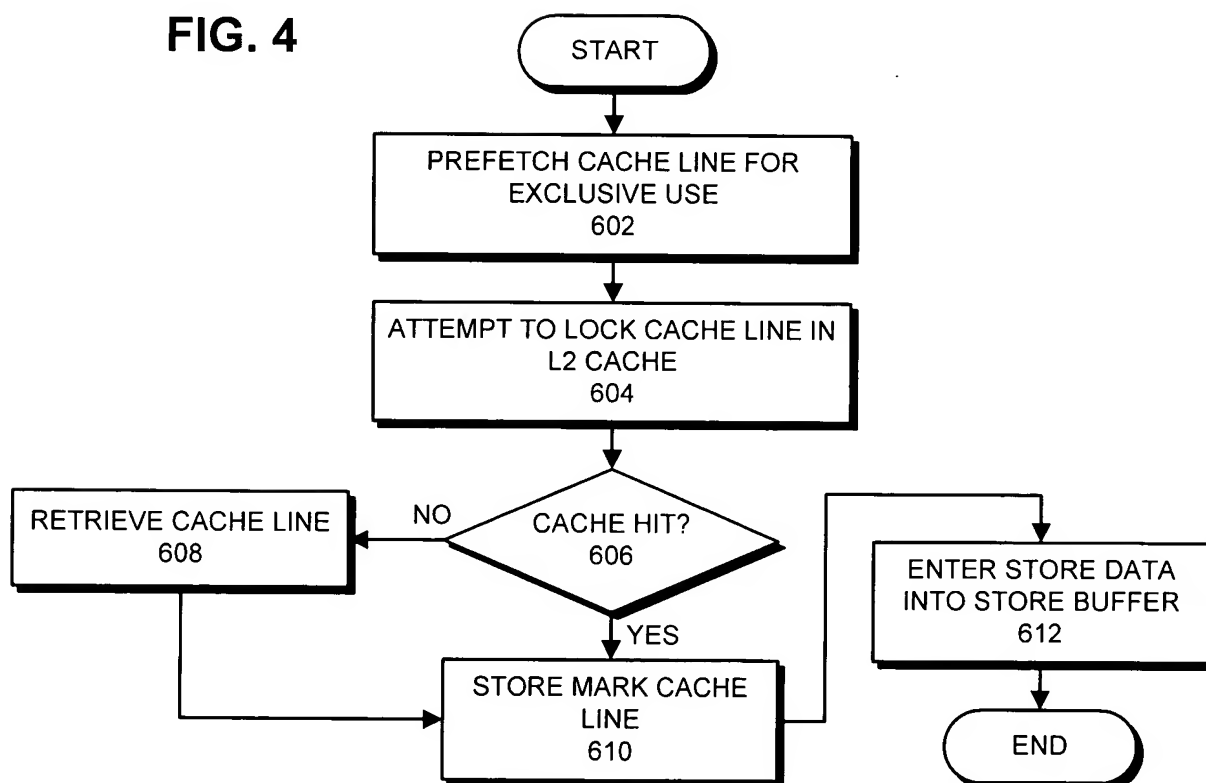 FIG. 4
START
PREFETCH CACHE LINE FOR
EXCLUSIVE USE
602
ATTEMPT TO LOCK CACHE LINE IN
L2 CACHE
604
CACHE HIT?
606
NO
YES
RETRIEVE CACHE LINE
608
STORE MARK CACHE
LINE
610
ENTER STORE DATA
INTO STORE BUFFER
612
END